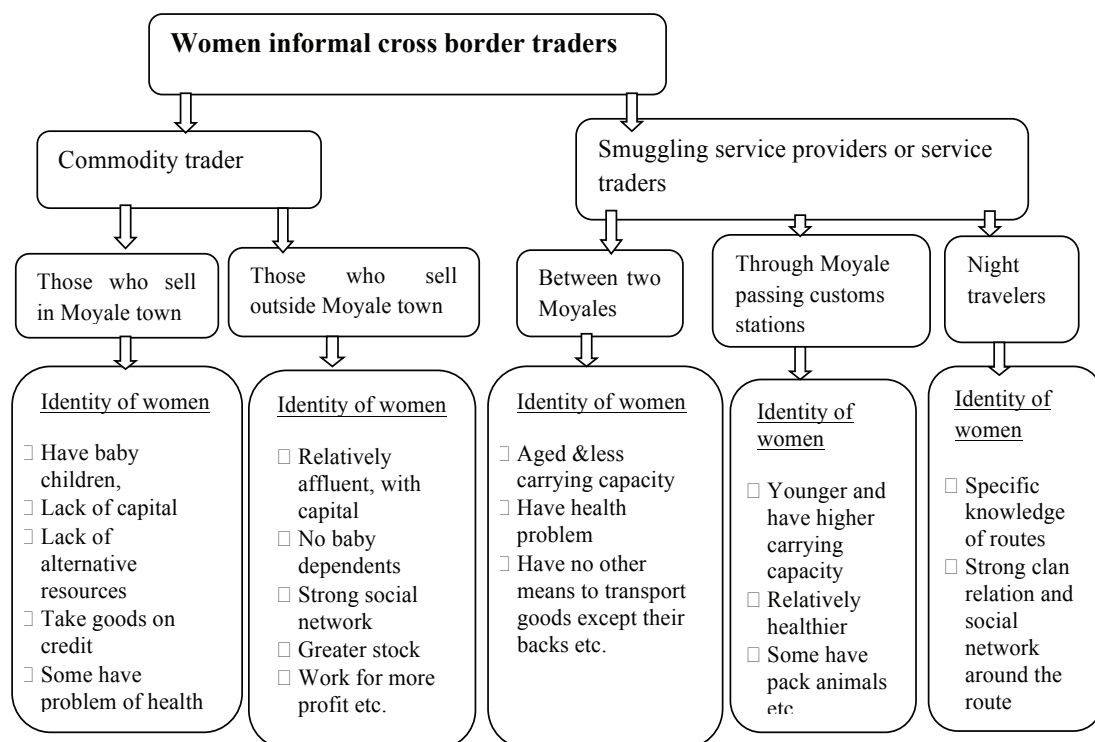 Women informal cross border traders
Commodity trader
Smuggling service providers or service
traders
Those who sell
in Moyale town
Those who sell
outside Moyale town
Between two
Moyales
Through Moyale
passing customs
stations
Night
travelers
Identity of women
Have baby
children,
Lack of capital
Lack of
alternative
resources
Take goods on
credit
Some have
problem of health
Identity of women
Relatively
affluent, with
capital
No baby
dependents
Strong social
network
Greater stock
Work for more
profit etc.
Identity of women
Aged &less
carrying capacity
Have health
problem
Have no other
means to transport
goods except their
backs etc.
Identity of
women
Younger and
have higher
carrying
capacity
Relatively
healthier
Some have
pack animals
etc
Identity of
women
Specific
knowledge
of routes
Strong clan
relation and
social
network
around the
route